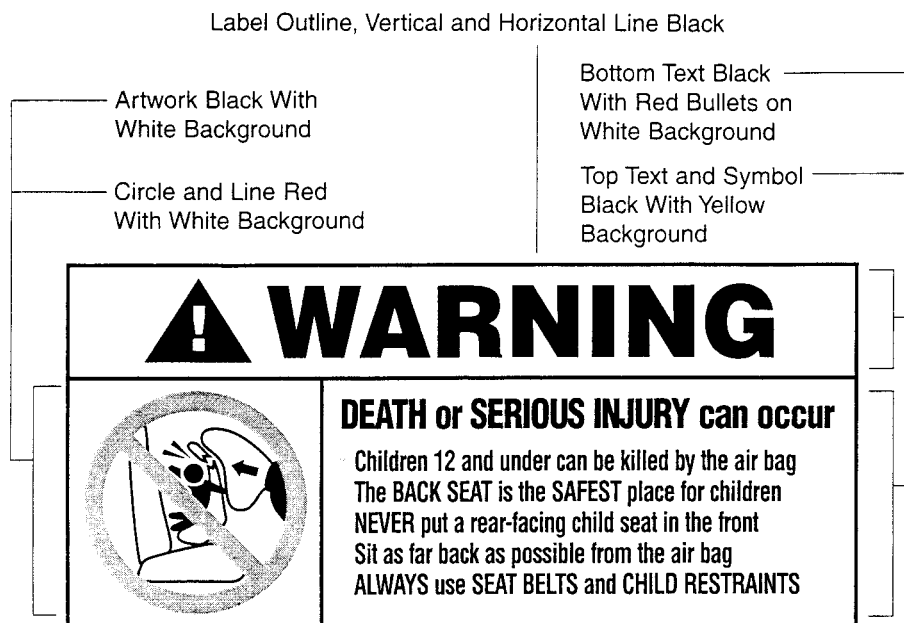 Label Outline, Vertical and Horizontal Line Black
Artwork Black With
White Background
Circle and Line Red
With White Background
Bottom Text Black
With Red Bullets on
White Background
Top Text and Symbol
Black With Yellow
Background
! WARNING
DEATH or SERIOUS INJURY can occur
Children 12 and under can be killed by the air bag
The BACK SEAT is the SAFEST place for children
NEVER put a rear-facing child seat in the front
Sit as far back as possible from the air bag
ALWAYS use SEAT BELTS and CHILD RESTRAINTS